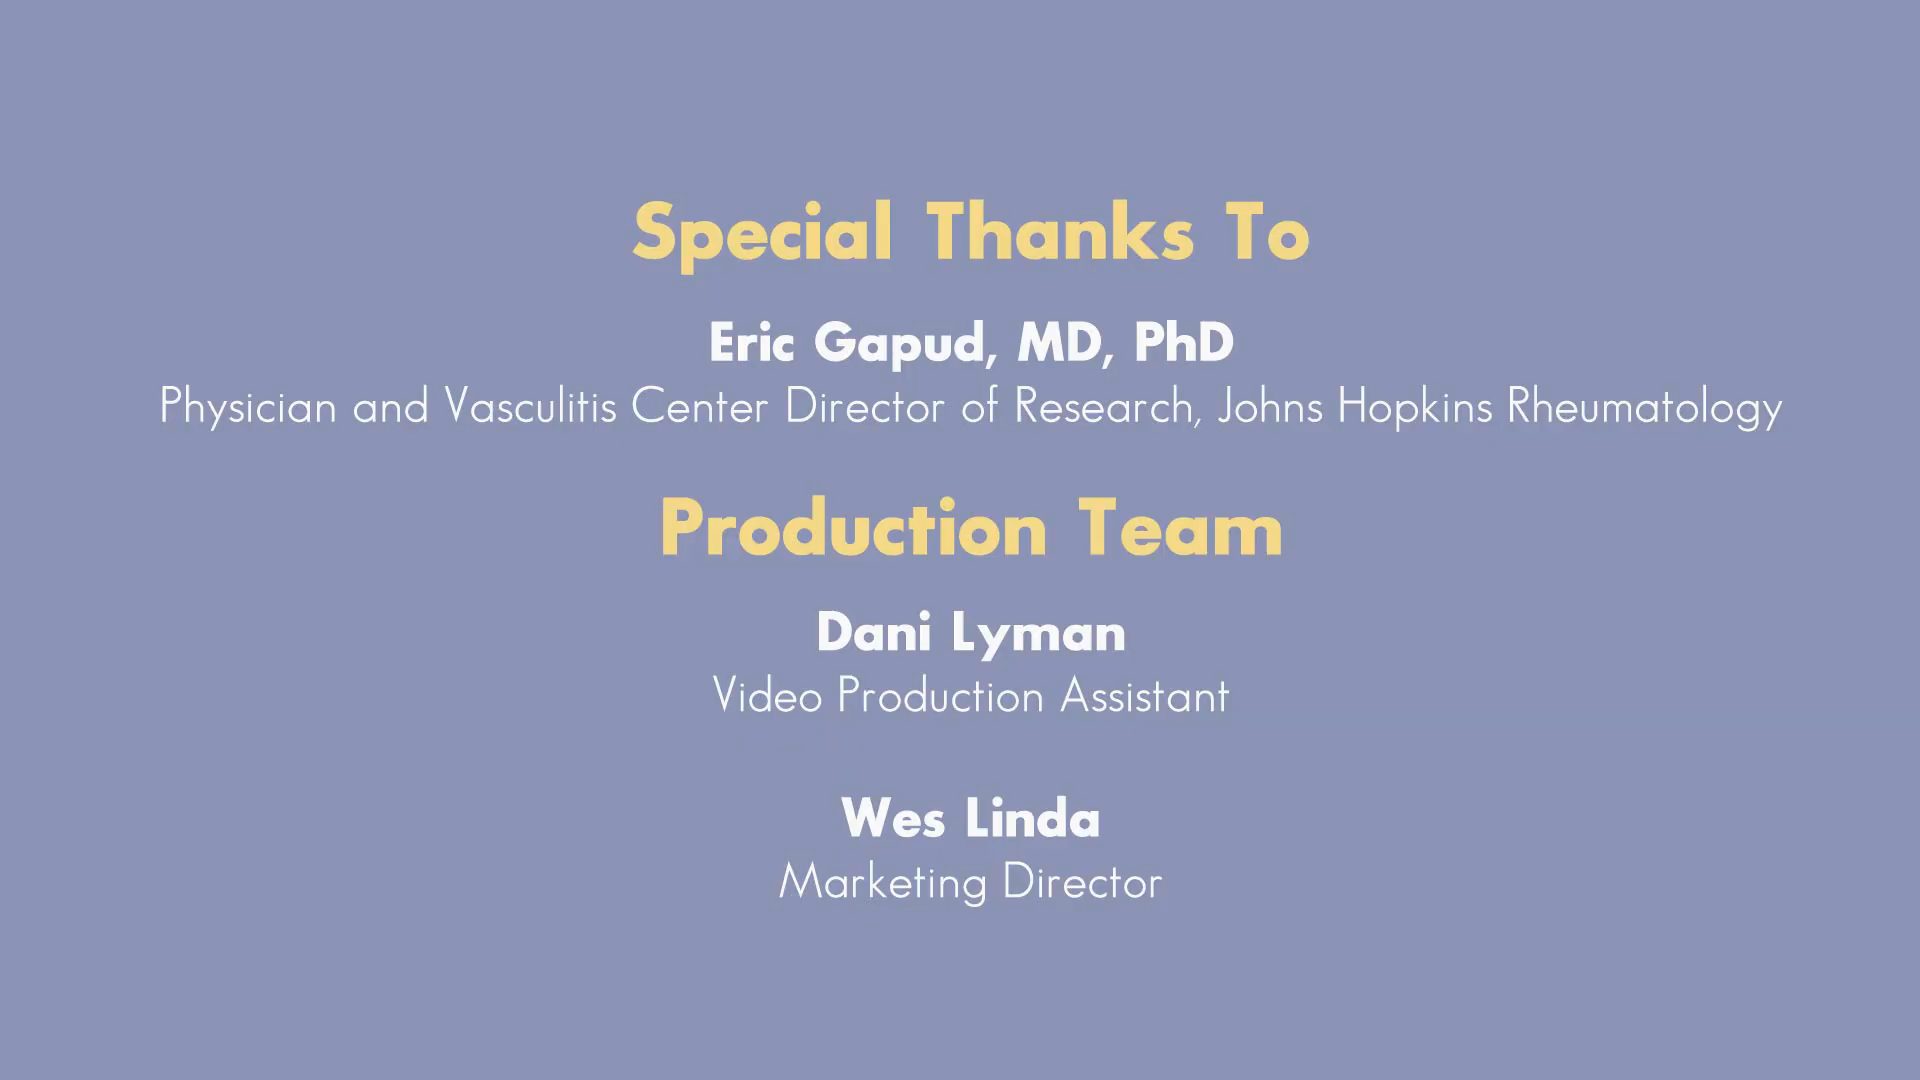 Special Thanks To
Eric Gapud, MD, PhD
Physician and Vasculitis Center Director of Research, Johns Hopkins Rheumatology
Production Team
Dani Lyman
Video Production Assistant
Wes Linda
Marketing Director